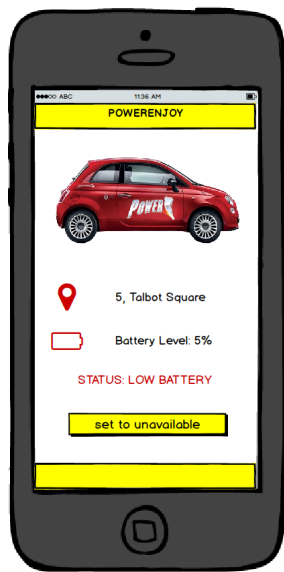 ABC 11:36 AM
POWERENJOY
POWER
5, Talbot Square
Battery Level: 5%
STATUS: LOW BATTERY
set to unavailable